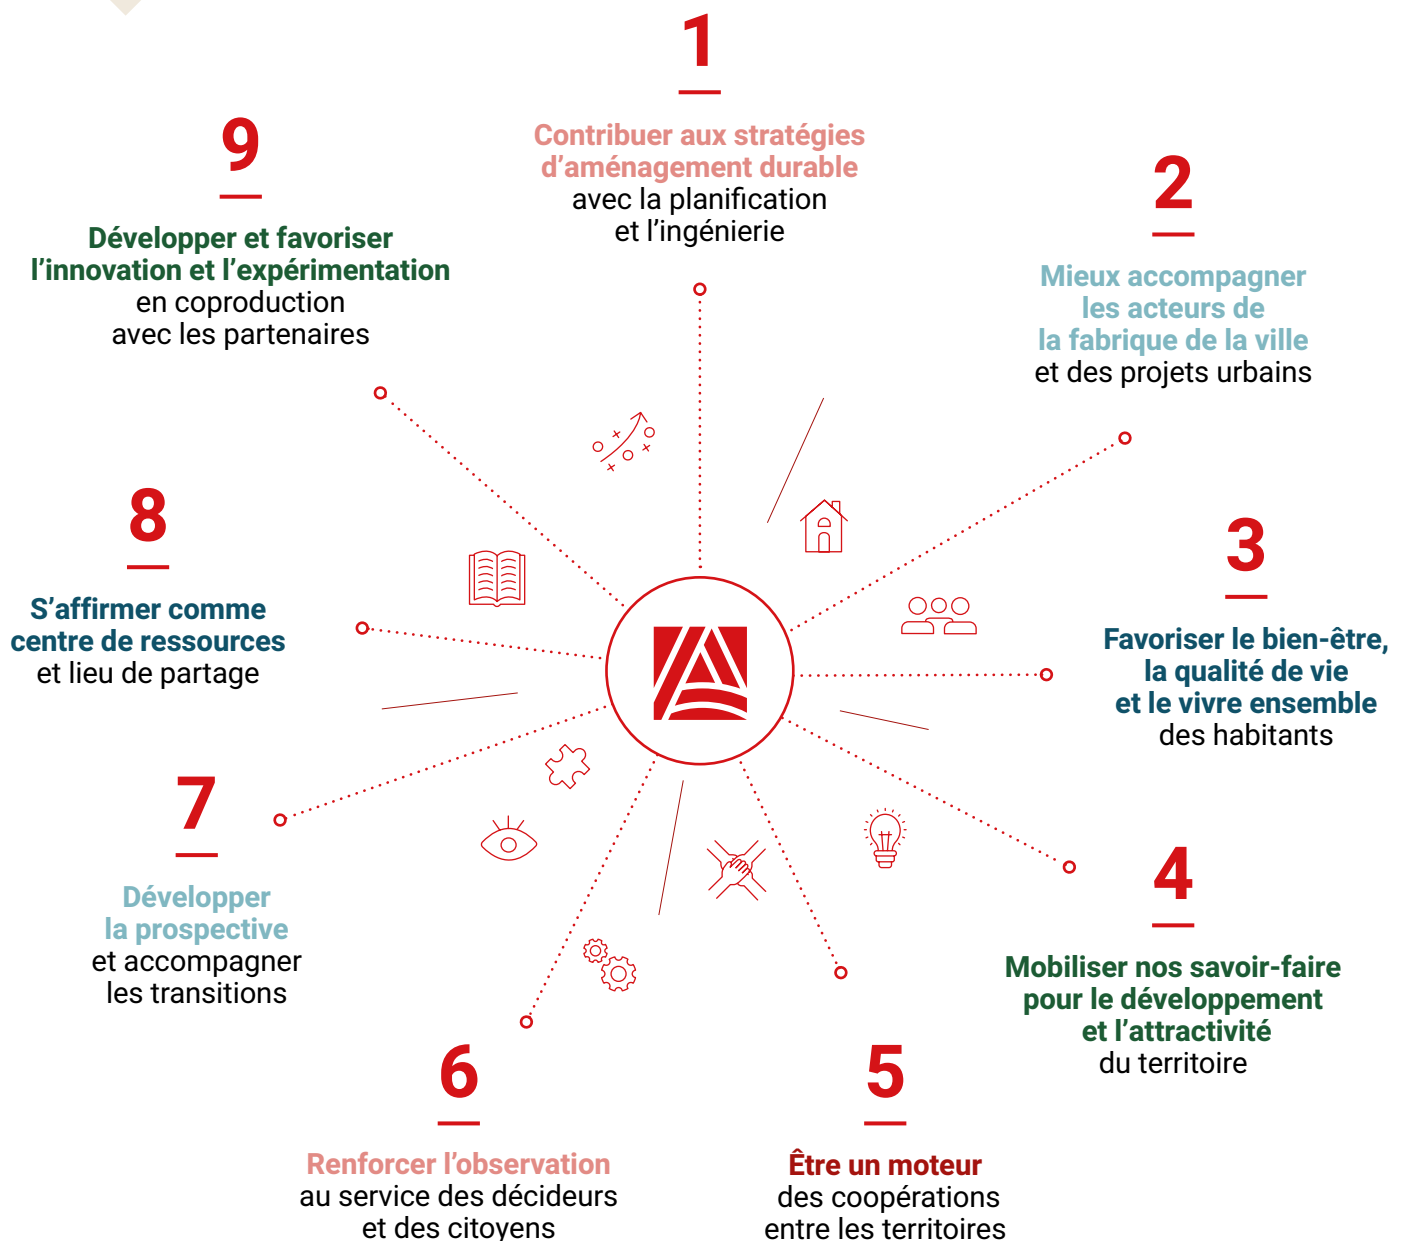 1
Contribuer aux stratégies
d’aménagement durable
avec la planification
et l’ingénierie
2
Mieux accompagner
les acteurs de
la fabrique de la ville
et des projets urbains
3
Favoriser le bien-être,
la qualité de vie
et le vivre ensemble
des habitants
4
Mobiliser nos savoir-faire
pour le développement
et l’attractivité
du territoire
5
Être un moteur
des coopérations
entre les territoires
6
Renforcer l’observation
au service des décideurs
et des citoyens
7
Développer
la prospective
et accompagner
les transitions
8
S’affirmer comme
centre de ressources
et lieu de partage
9
Développer et favoriser
l’innovation et l’expérimentation
en coproduction
avec les partenaires